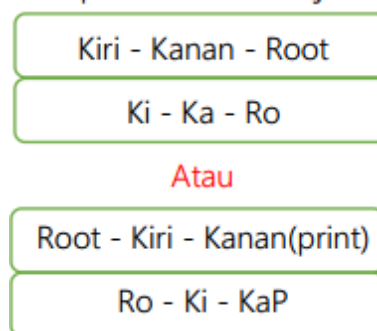 Kiri - Kanan - Root
Ki - Ka - Ro
Atau
Root - Kiri - Kanan(print)
Ro - Ki - KaP